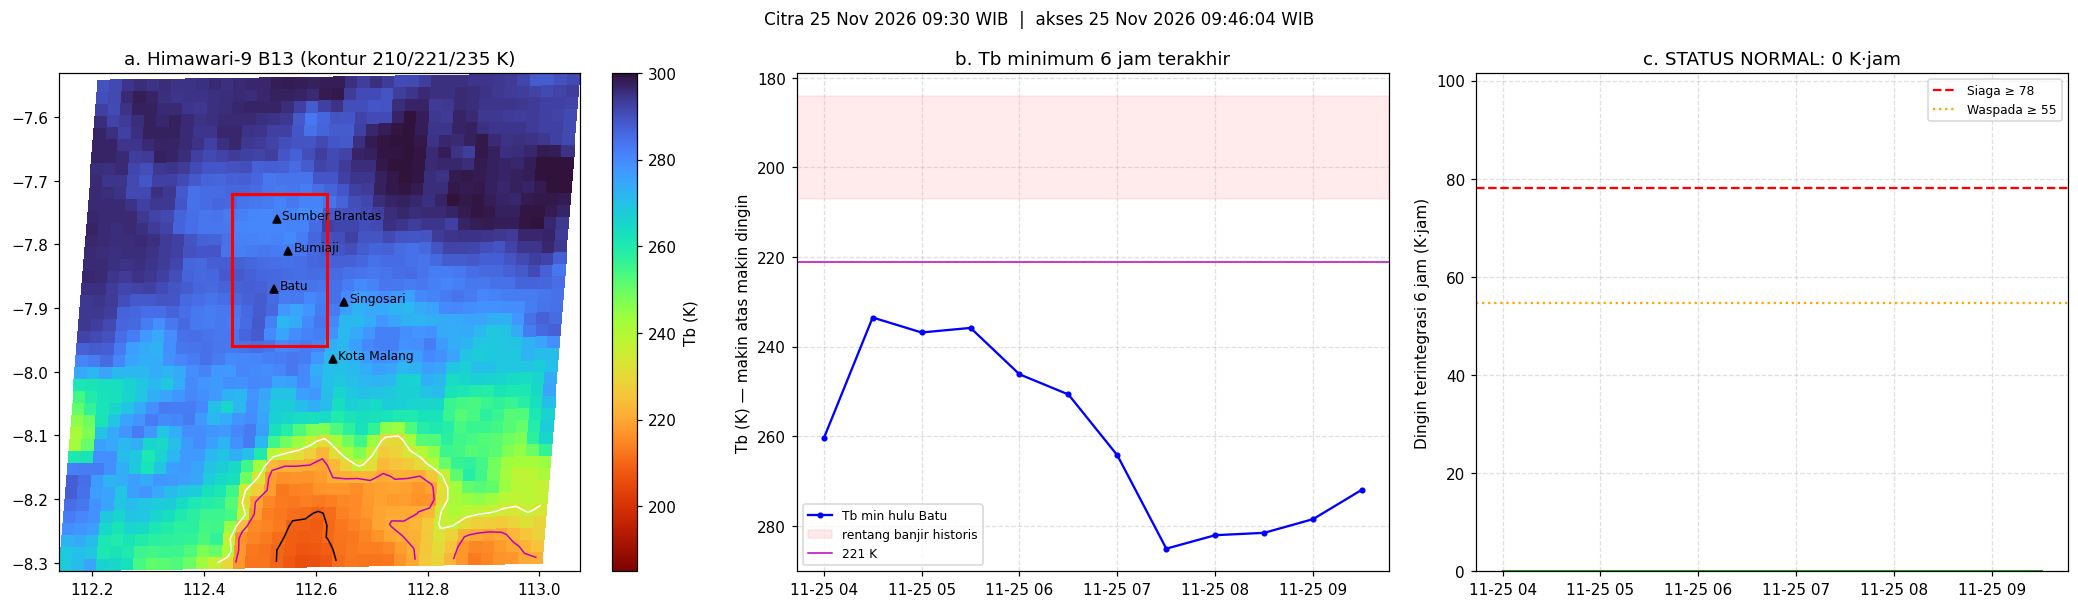 Citra 25 Nov 2026 09:30 WIB | akses 25 Nov 2026 09:46:04 WIB
a. Himawari-9 B13 (kontur 210/221/235 K)
−7.6
−7.7
−7.8
−7.9
−8.0
−8.1
−8.2
−8.3
112.2
112.4
112.6
112.8
113.0
Sumber Brantas
Bumiaji
Batu
Singosari
Kota Malang
300
280
260
240
220
200
Tb (K)
b. Tb minimum 6 jam terakhir
Tb (K) — makin atas makin dingin
180
200
220
240
260
280
Tb min hulu Batu
rentang banjir historis
221 K
11-25 04
11-25 05
11-25 06
11-25 07
11-25 08
11-25 09
c. STATUS NORMAL: 0 K·jam
Dingin terintegrasi 6 jam (K·jam)
100
80
60
40
20
0
Siaga ≥ 78
Waspada ≥ 55
11-25 04
11-25 05
11-25 06
11-25 07
11-25 08
11-25 09